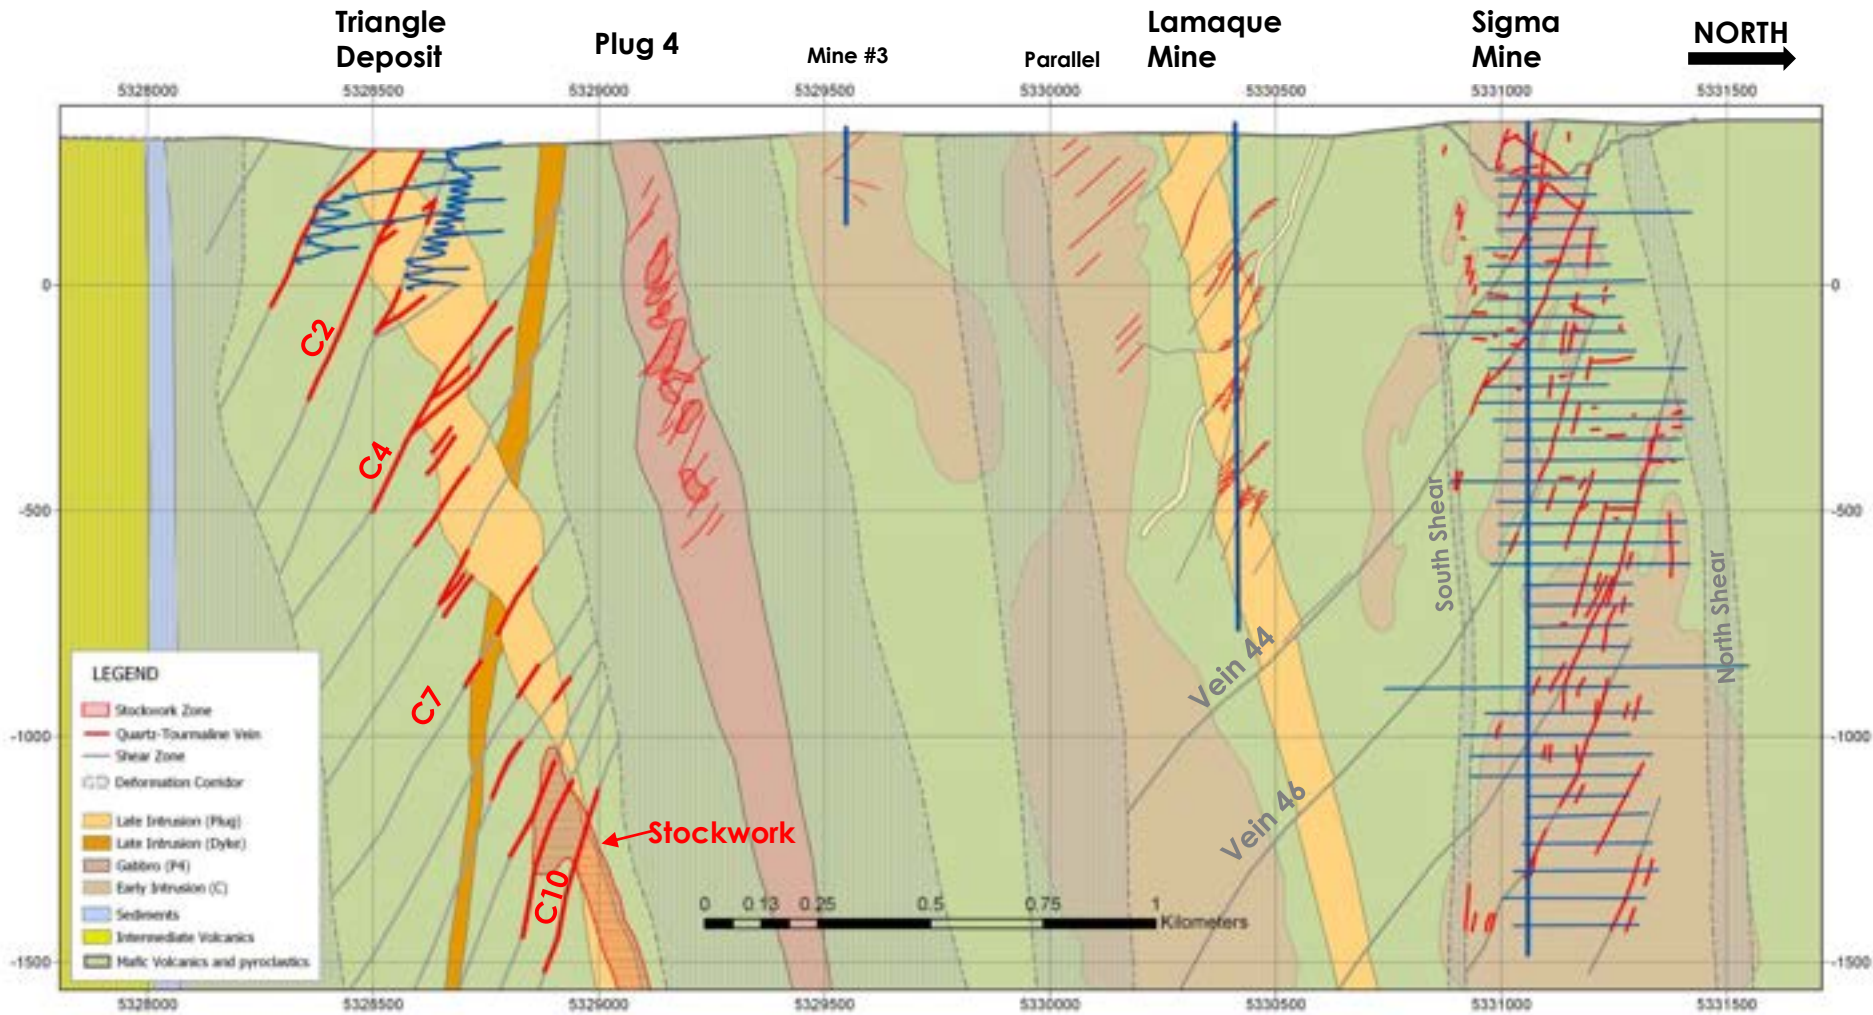 Triangle
Deposit
Plug 4
Mine #3
Parallel
Lamaque
Mine
Sigma
Mine
NORTH
5328000
5328500
5329000
5329500
5330000
5330500
5331000
5331500
0
-500
-1000
-1500
0
-500
-1000
-1500
C2
C4
C7
C10
Stockwork
Vein 44
Vein 46
South Shear
North Shear
LEGEND
Stockwork Zone
Quartz-Tourmaline Vein
Shear Zone
Deformation Corridor
Late Intrusion (Plug)
Late Intrusion (Dyke)
Gabbro (P4)
Early Intrusion (C)
Sediments
Intermediate Volcanics
Mafic Volcanics and pyroclastics
0 0.13 0.25 0.5 0.75 1
Kilometers
5328000
5328500
5329000
5329500
5330000
5330500
5331000
5331500